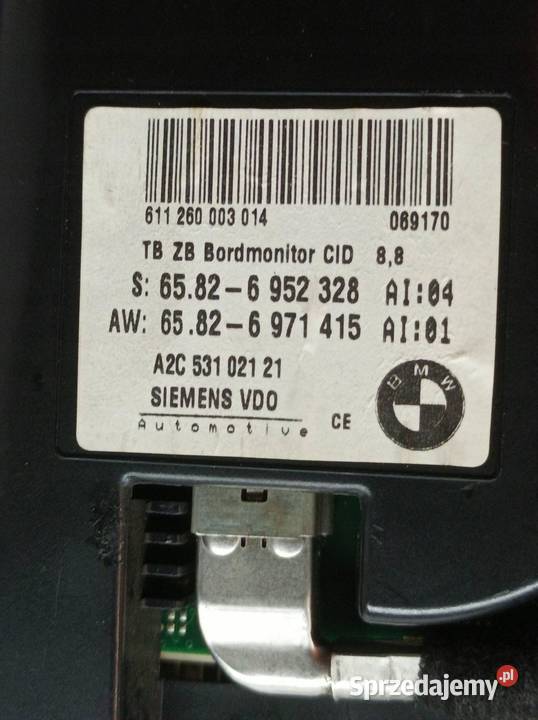 611 260 003 014 069170
TB ZB Bordmonitor CID 8,8
S: 65.82-6 952 328 AI:04
AW: 65.82-6 971 415 AI:01
A2C 531 021 21
SIEMENS VDO
Automotive CE
BMW
Sprzedajemy.pl